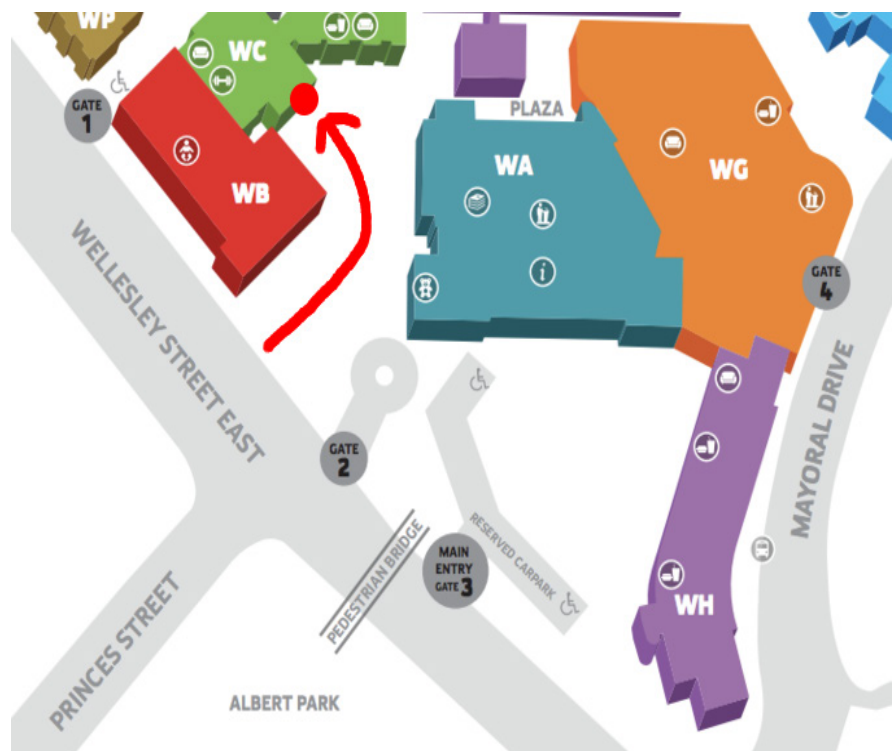 WP
WC
GATE
1
PLAZA
WB
WA
WG
WELLESLEY STREET EAST
GATE
4
MAYORAL DRIVE
GATE
2
PEDESTRIAN BRIDGE
RESERVED CARPARK
MAIN
ENTRY
GATE 3
WH
PRINCES STREET
ALBERT PARK
i